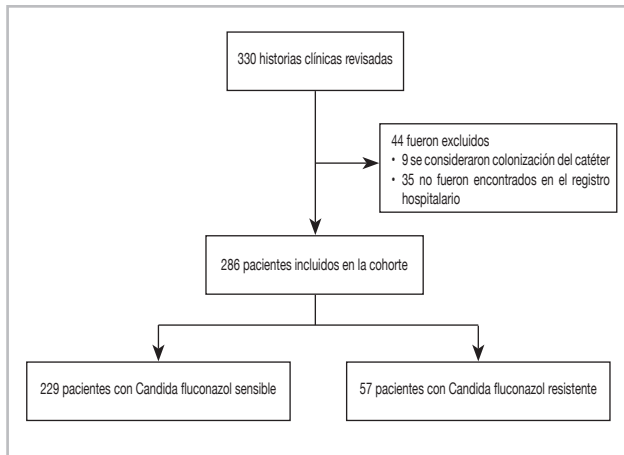 330 historias clínicas revisadas
44 fueron excluidos
• 9 se consideraron colonización del catéter
• 35 no fueron encontrados en el registro
hospitalario
286 pacientes incluidos en la cohorte
229 pacientes con Candida fluconazol sensible
57 pacientes con Candida fluconazol resistente